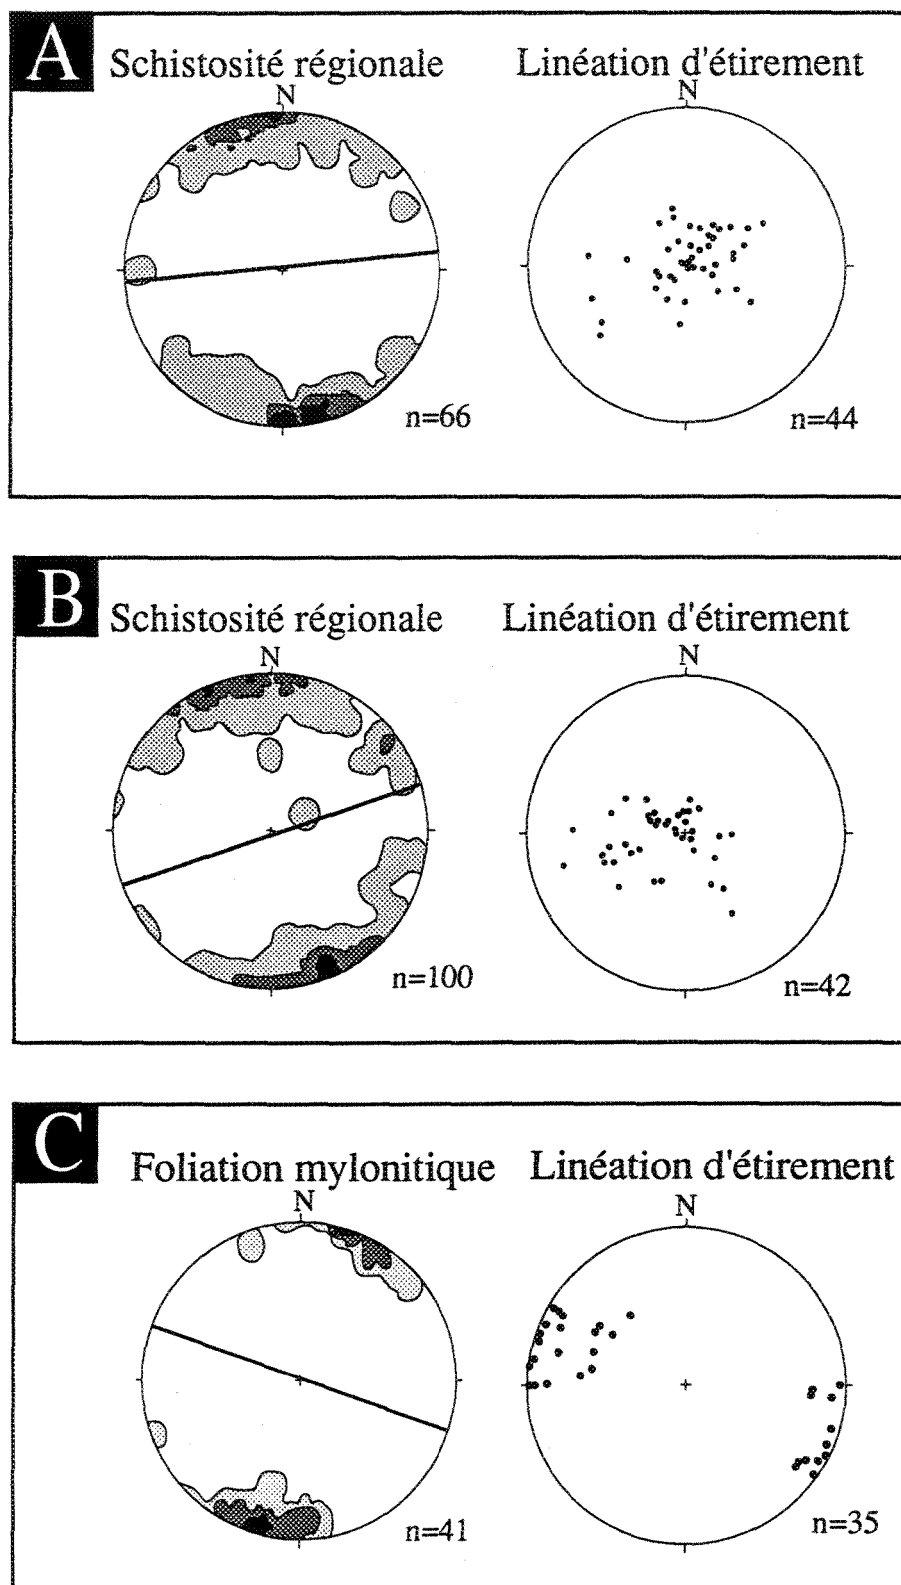 A
Schistosité régionale
Linéation d'étirement
N
N
n=66
n=44
B
Schistosité régionale
Linéation d'étirement
N
N
n=100
n=42
C
Foliation mylonitique
Linéation d'étirement
N
N
n=41
n=35